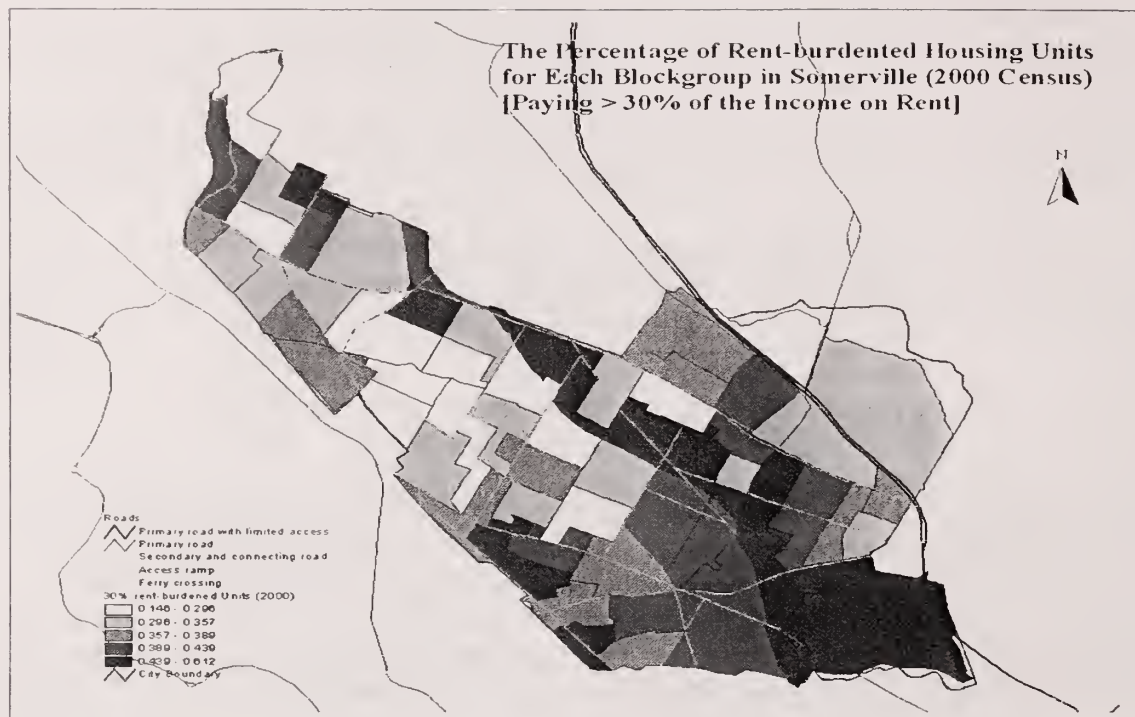 The Percentage of Rent-burdented Housing Units
for Each Blockgroup in Somerville (2000 Census)
[Paying > 30% of the Income on Rent]
N
Roads
Primary road with limited access
Primary road
Secondary and connecting road
Access ramp
Ferry crossing
30% rent-burdened Units (2000)
0.146 - 0.296
0.296 - 0.357
0.357 - 0.389
0.389 - 0.439
0.439 - 0.612
City Boundary